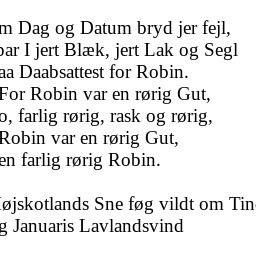 m Dag og Datum bryd jer fejl,
par I jert Blæk, jert Lak og Segl
aa Daabsattest for Robin.
For Robin var en rørig Gut,
o, farlig rørig, rask og rørig,
Robin var en rørig Gut,
en farlig rørig Robin.
øjskotlands Sne føg vildt om Tin
g Januaris Lavlandsvind